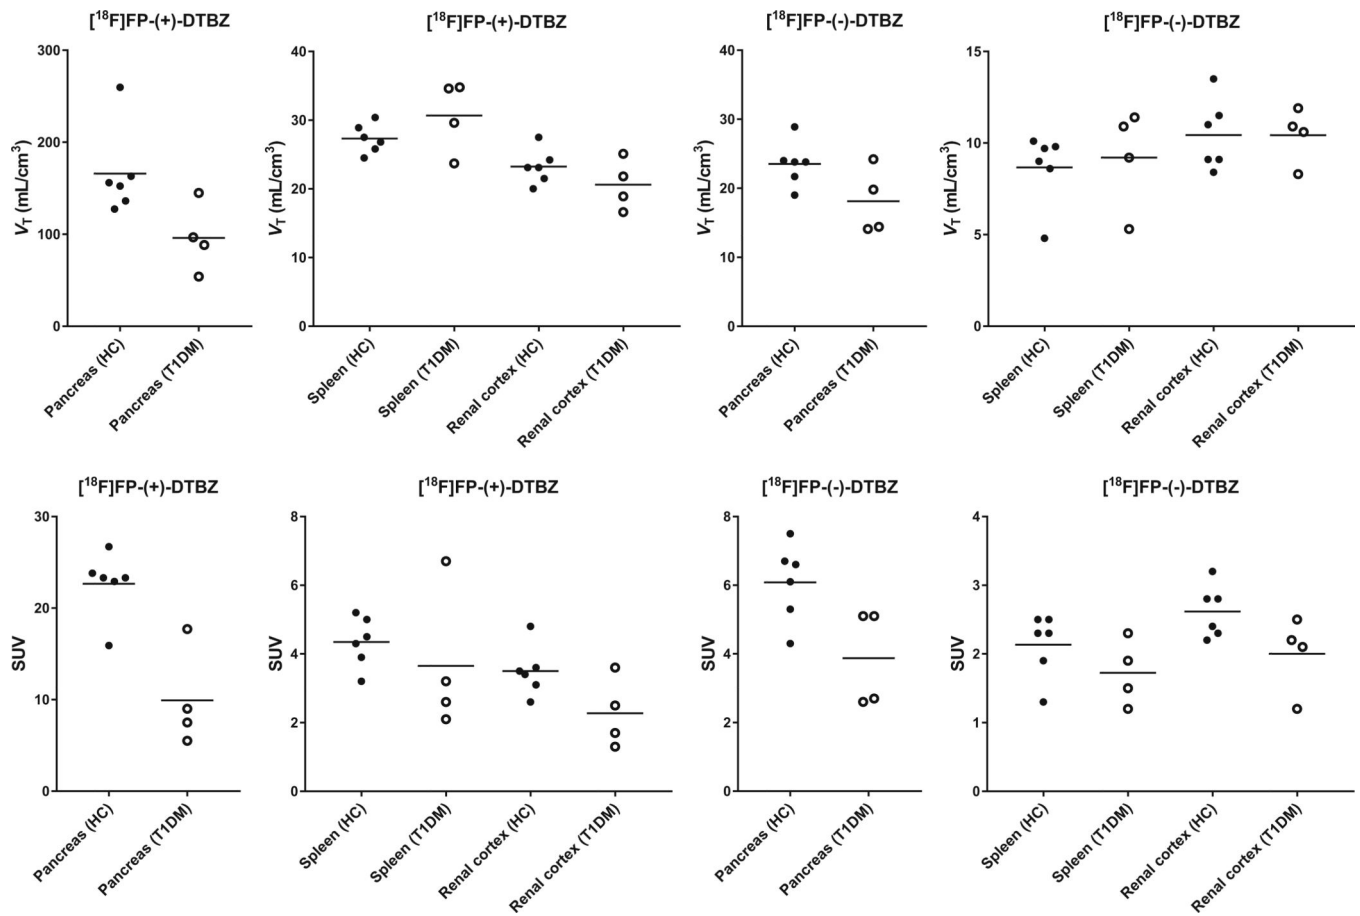 [¹⁸F]FP-(+)-DTBZ
V_T (mL/cm³)
300
200
100
0
Pancreas (HC)
Pancreas (T1DM)
[¹⁸F]FP-(+)-DTBZ
V_T (mL/cm³)
40
30
20
10
0
Spleen (HC)
Spleen (T1DM)
Renal cortex (HC)
Renal cortex (T1DM)
[¹⁸F]FP-(-)-DTBZ
V_T (mL/cm³)
40
30
20
10
0
Pancreas (HC)
Pancreas (T1DM)
[¹⁸F]FP-(-)-DTBZ
V_T (mL/cm³)
15
10
5
0
Spleen (HC)
Spleen (T1DM)
Renal cortex (HC)
Renal cortex (T1DM)
[¹⁸F]FP-(+)-DTBZ
SUV
30
20
10
0
Pancreas (HC)
Pancreas (T1DM)
[¹⁸F]FP-(+)-DTBZ
SUV
8
6
4
2
0
Spleen (HC)
Spleen (T1DM)
Renal cortex (HC)
Renal cortex (T1DM)
[¹⁸F]FP-(-)-DTBZ
SUV
8
6
4
2
0
Pancreas (HC)
Pancreas (T1DM)
[¹⁸F]FP-(-)-DTBZ
SUV
4
3
2
1
0
Spleen (HC)
Spleen (T1DM)
Renal cortex (HC)
Renal cortex (T1DM)